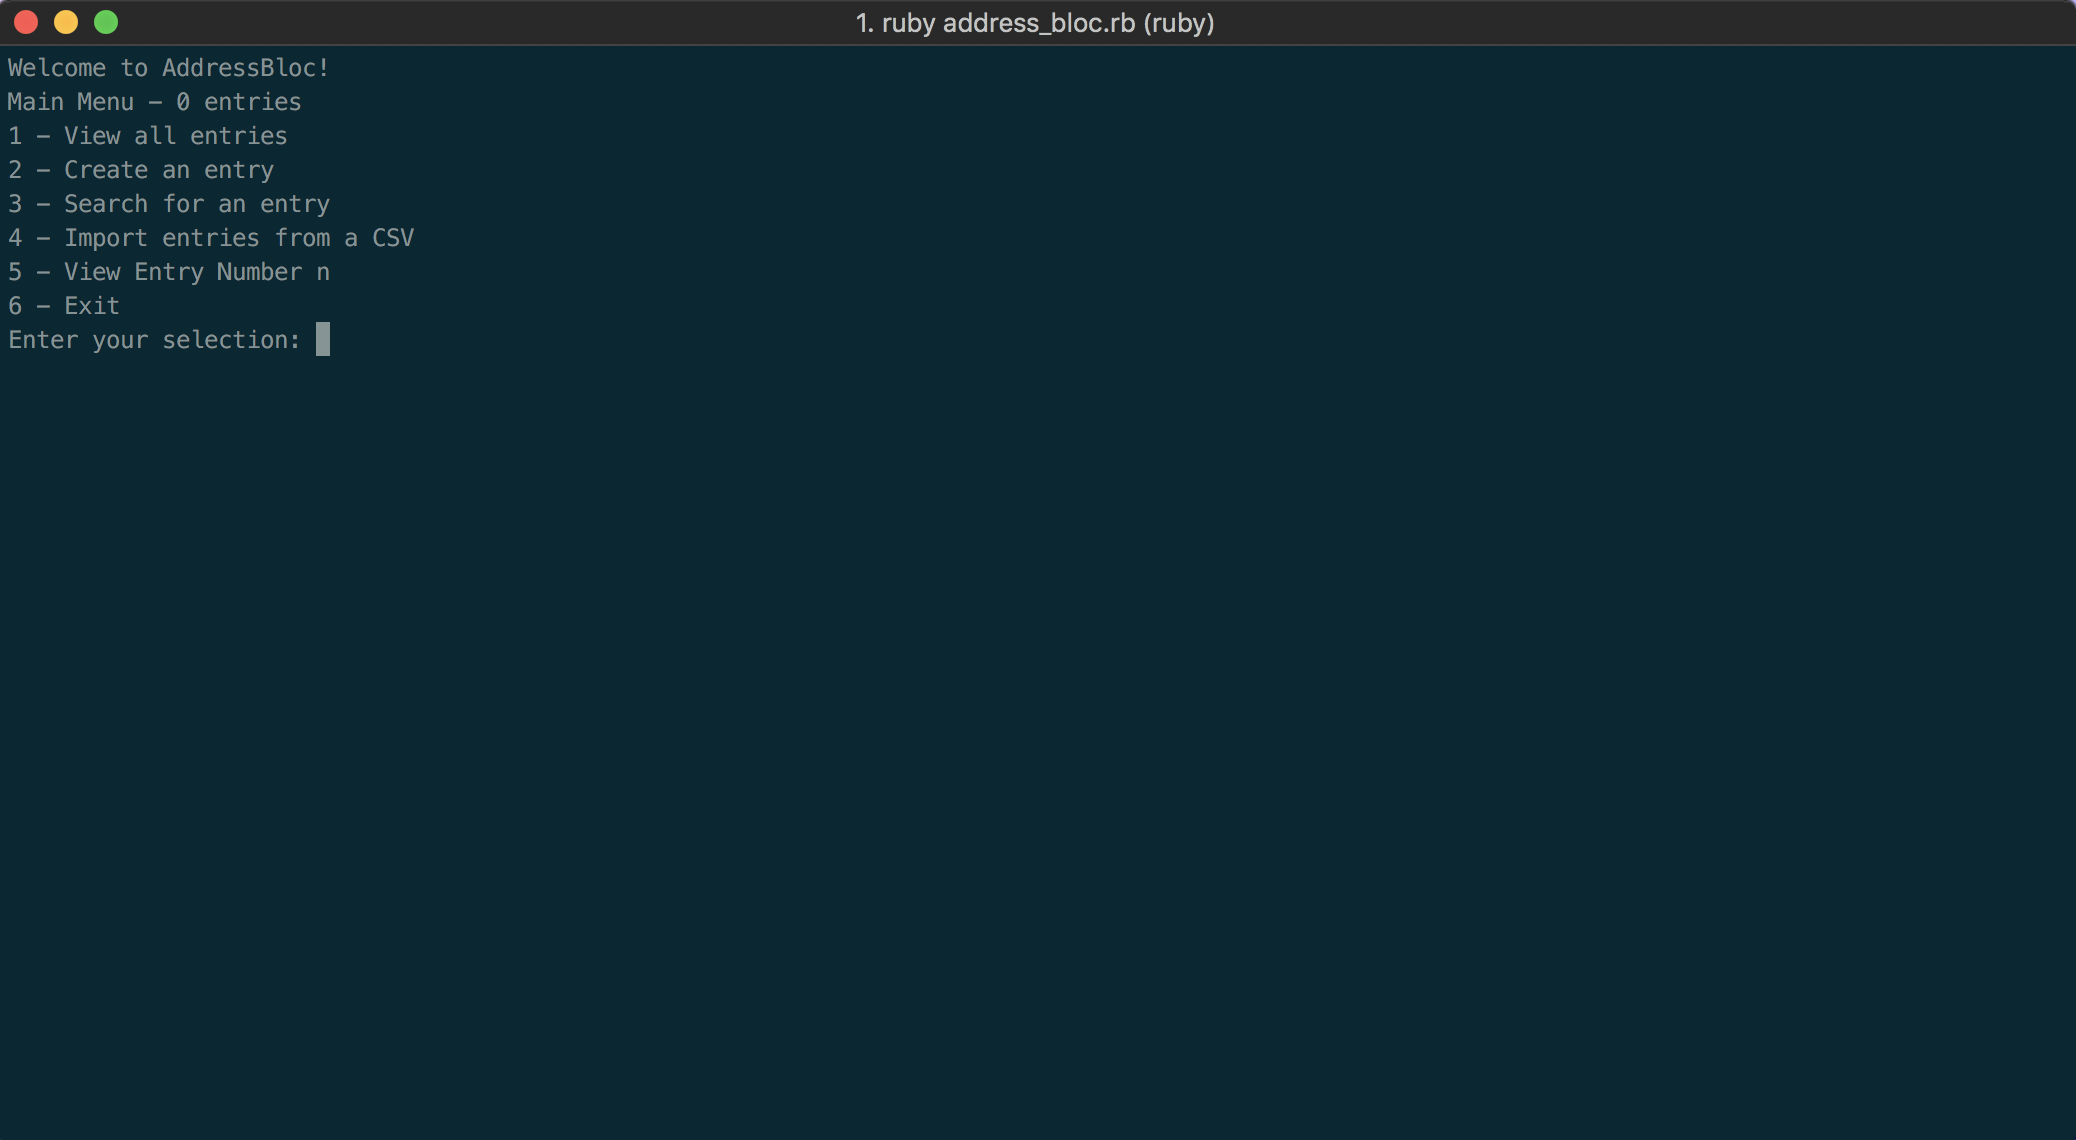 1. ruby address_bloc.rb (ruby)
Welcome to AddressBloc!
Main Menu - 0 entries
1 - View all entries
2 - Create an entry
3 - Search for an entry
4 - Import entries from a CSV
5 - View Entry Number n
6 - Exit
Enter your selection: